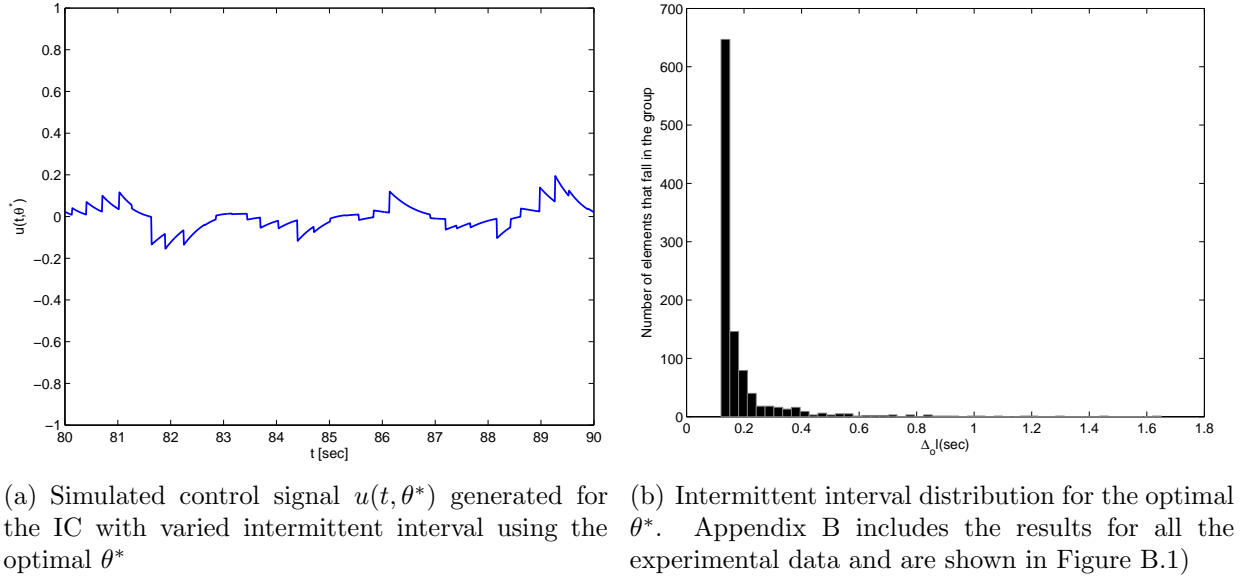 1
0.8
0.6
0.4
0.2
0
−0.2
−0.4
−0.6
−0.8
−1
u(t,θ*)
80 81 82 83 84 85 86 87 88 89 90
t [sec]
700
600
500
400
300
200
100
0
Number of elements that fall in the group
0 0.2 0.4 0.6 0.8 1 1.2 1.4 1.6 1.8
Δ_o l(sec)
(a) Simulated control signal u(t, θ*) generated for
the IC with varied intermittent interval using the
optimal θ*
(b) Intermittent interval distribution for the optimal
θ*. Appendix B includes the results for all the
experimental data and are shown in Figure B.1)